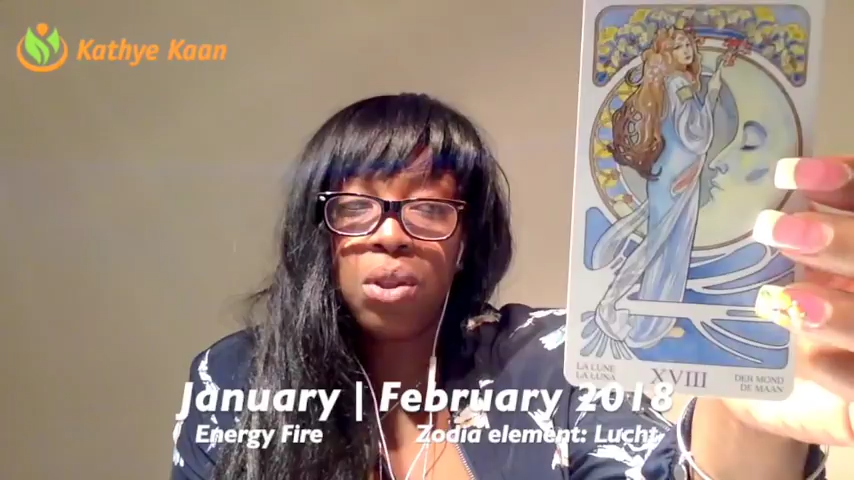 Kathye Kaan
LA LUNE
LA LUNA
XVIII
DER MOND
DE MAAN
January | February 2018
Energy Fire
Zodia element: Lucht